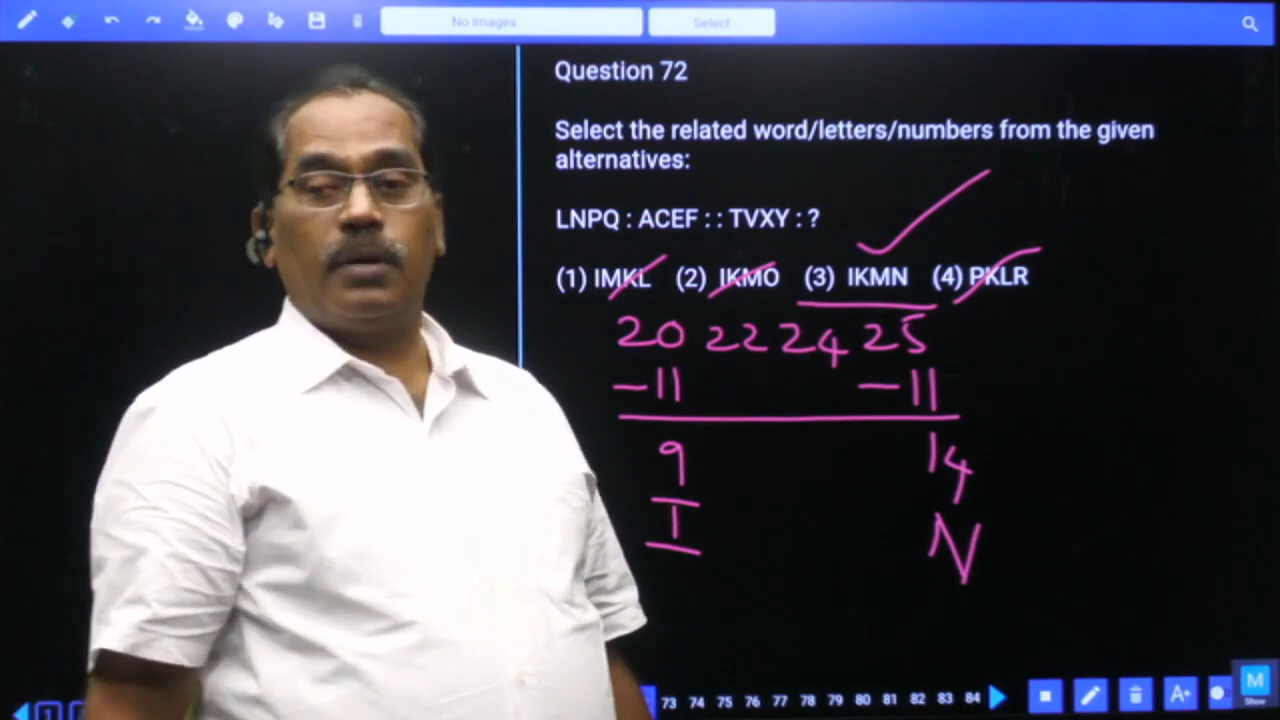 No Images Select
Question 72
Select the related word/letters/numbers from the given
alternatives:
LNPQ : ACEF : : TVXY : ?
(1) IMKL (2) IKMO (3) IKMN (4) PKLR
20 22 24 25
-11 -11
9 14
I N
73 74 75 76 77 78 79 80 81 82 83 84 A+ M
Show